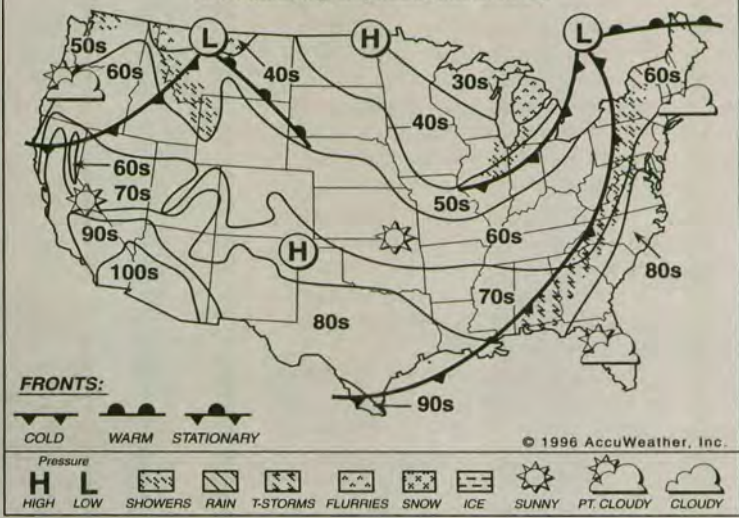 L
H
L
50s
60s
40s
30s
60s
40s
60s
70s
50s
90s
60s
H
100s
80s
70s
80s
90s
FRONTS:
COLD WARM STATIONARY
© 1996 AccuWeather, Inc.
Pressure
H L
HIGH LOW SHOWERS RAIN T-STORMS FLURRIES SNOW ICE SUNNY PT. CLOUDY CLOUDY